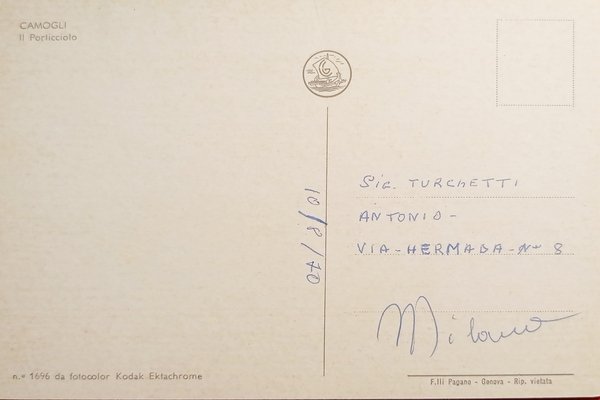 CAMOGLI
Il Porticciolo
G
10/8/70
SIG. TURCHETTI
ANTONIO-
VIA-HERMADA-N° 8
Milano
n.º 1696 da fotocolor Kodak Ektachrome
F.lli Pagano - Genova - Rip. vietata